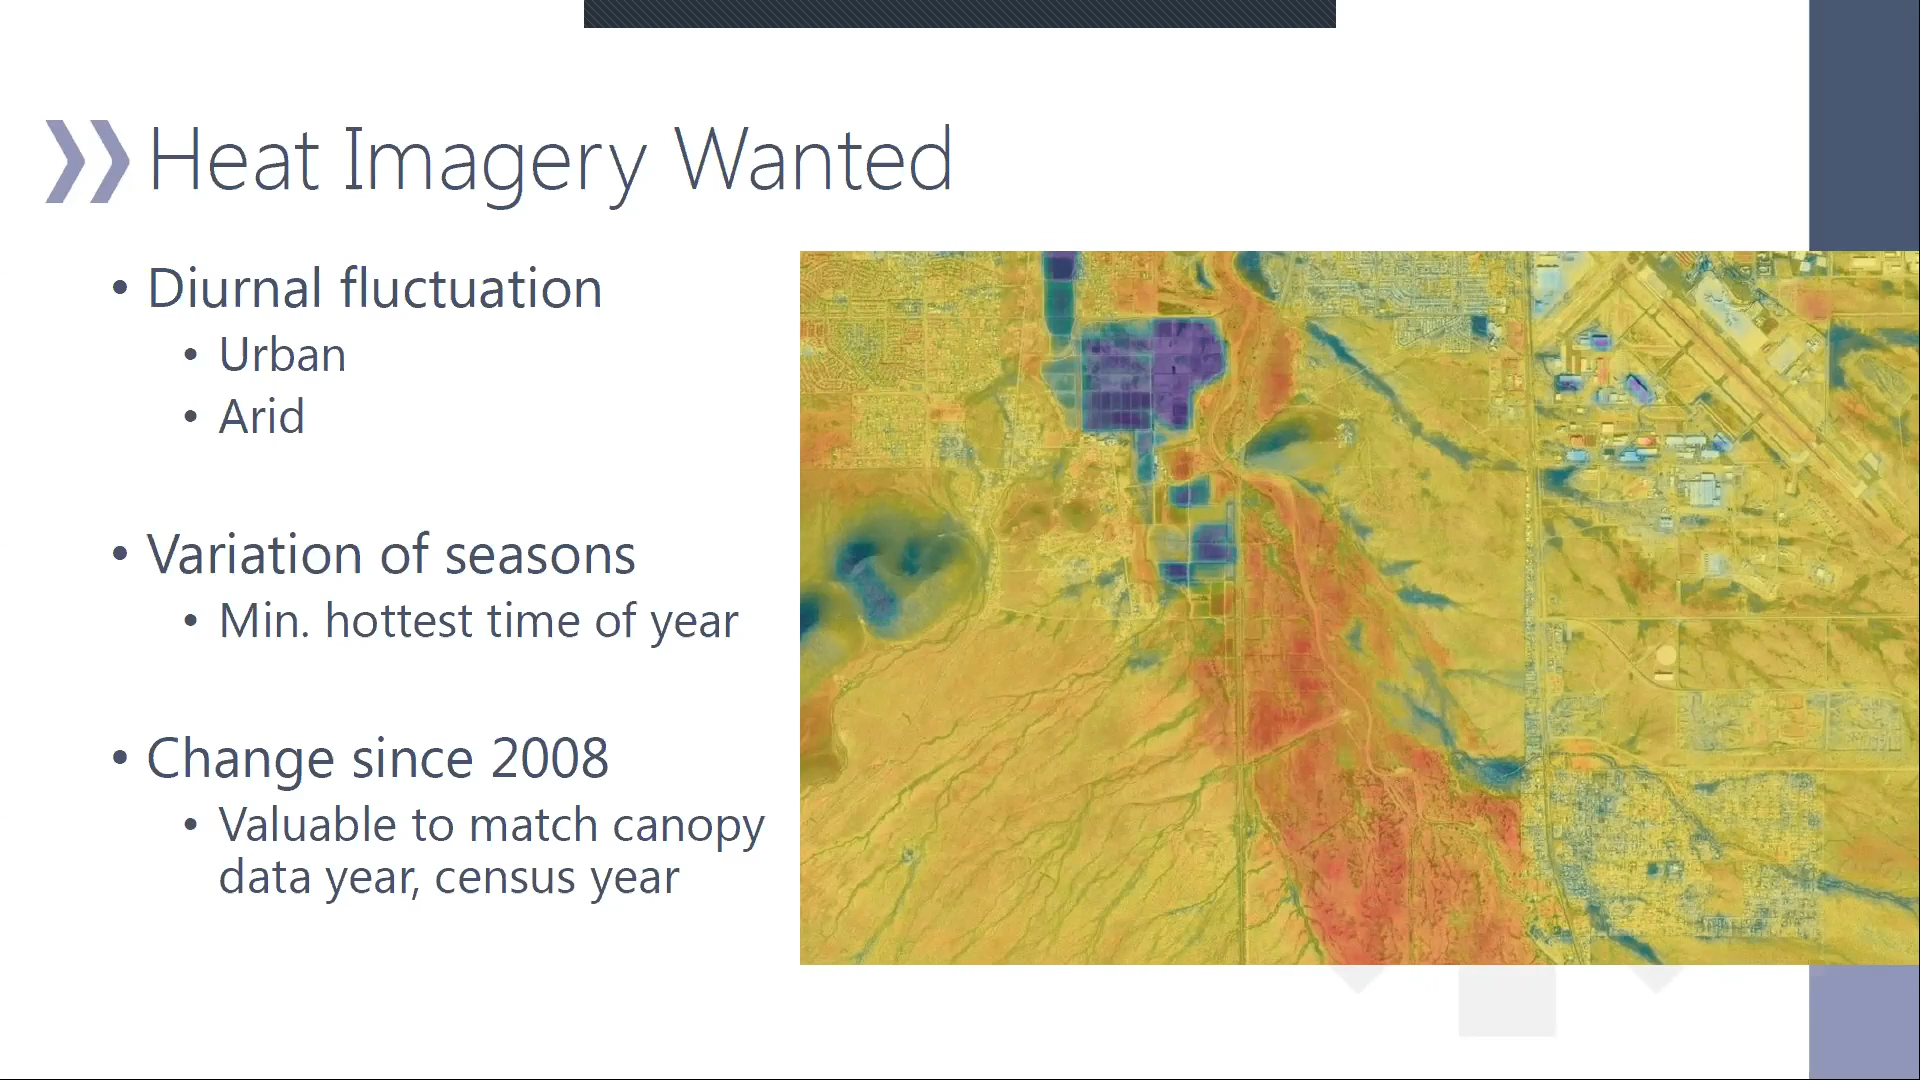 Heat Imagery Wanted
• Diurnal fluctuation
• Urban
• Arid
• Variation of seasons
• Min. hottest time of year
• Change since 2008
• Valuable to match canopy
data year, census year